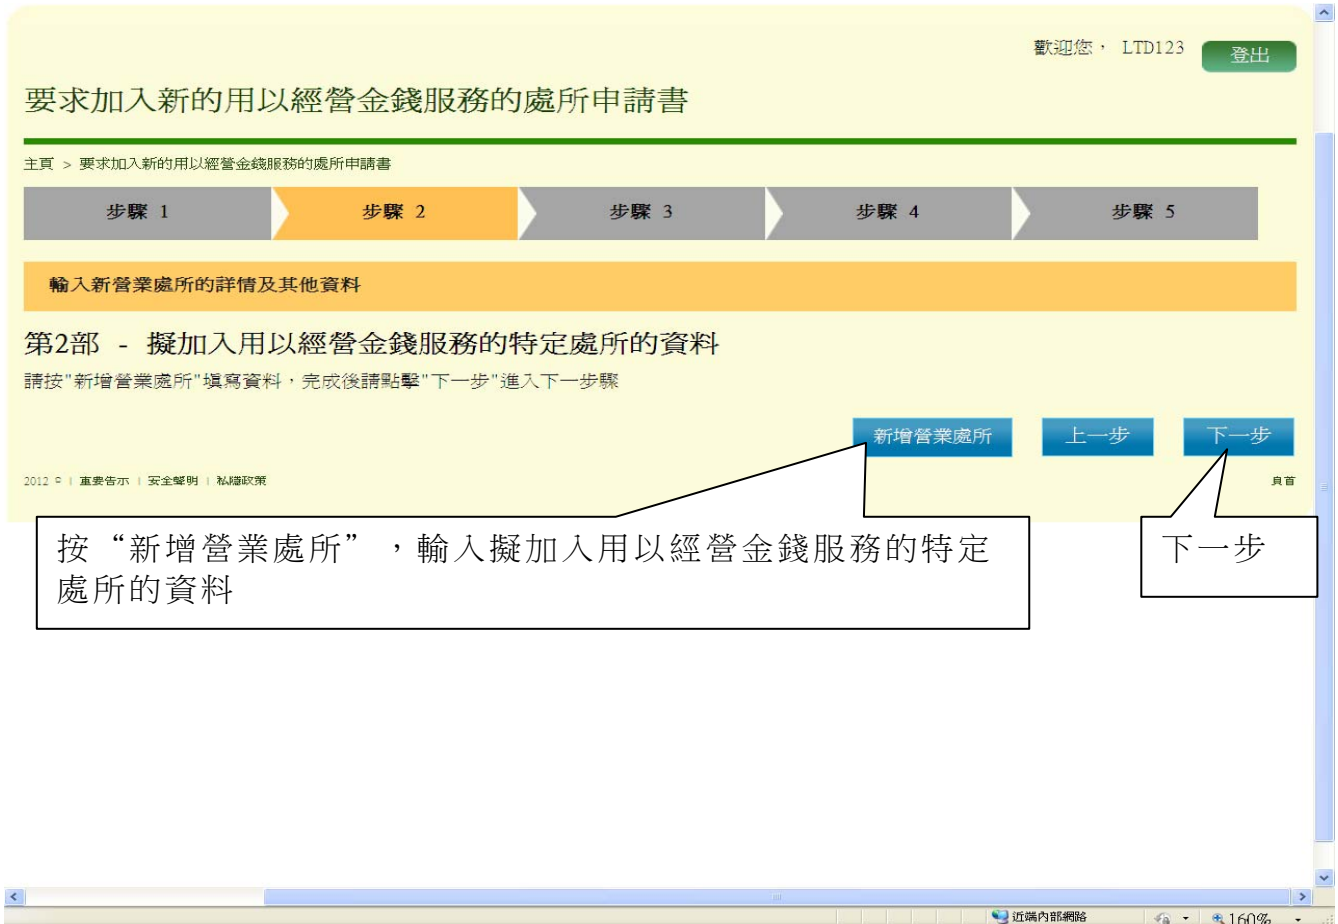 歡迎您， LTD123
登出
要求加入新的用以經營金錢服務的處所申請書
主頁 > 要求加入新的用以經營金錢服務的處所申請書
步驟 1
步驟 2
步驟 3
步驟 4
步驟 5
輸入新營業處所的詳情及其他資料
第2部 - 擬加入用以經營金錢服務的特定處所的資料
請按"新增營業處所"填寫資料，完成後請點擊"下一步"進入下一步驟
新增營業處所
上一步
下一步
2012 © | 重要告示 | 安全聲明 | 私隱政策
頁首
按“新增營業處所”，輸入擬加入用以經營金錢服務的特定
處所的資料
下一步
近端內部網路
160%